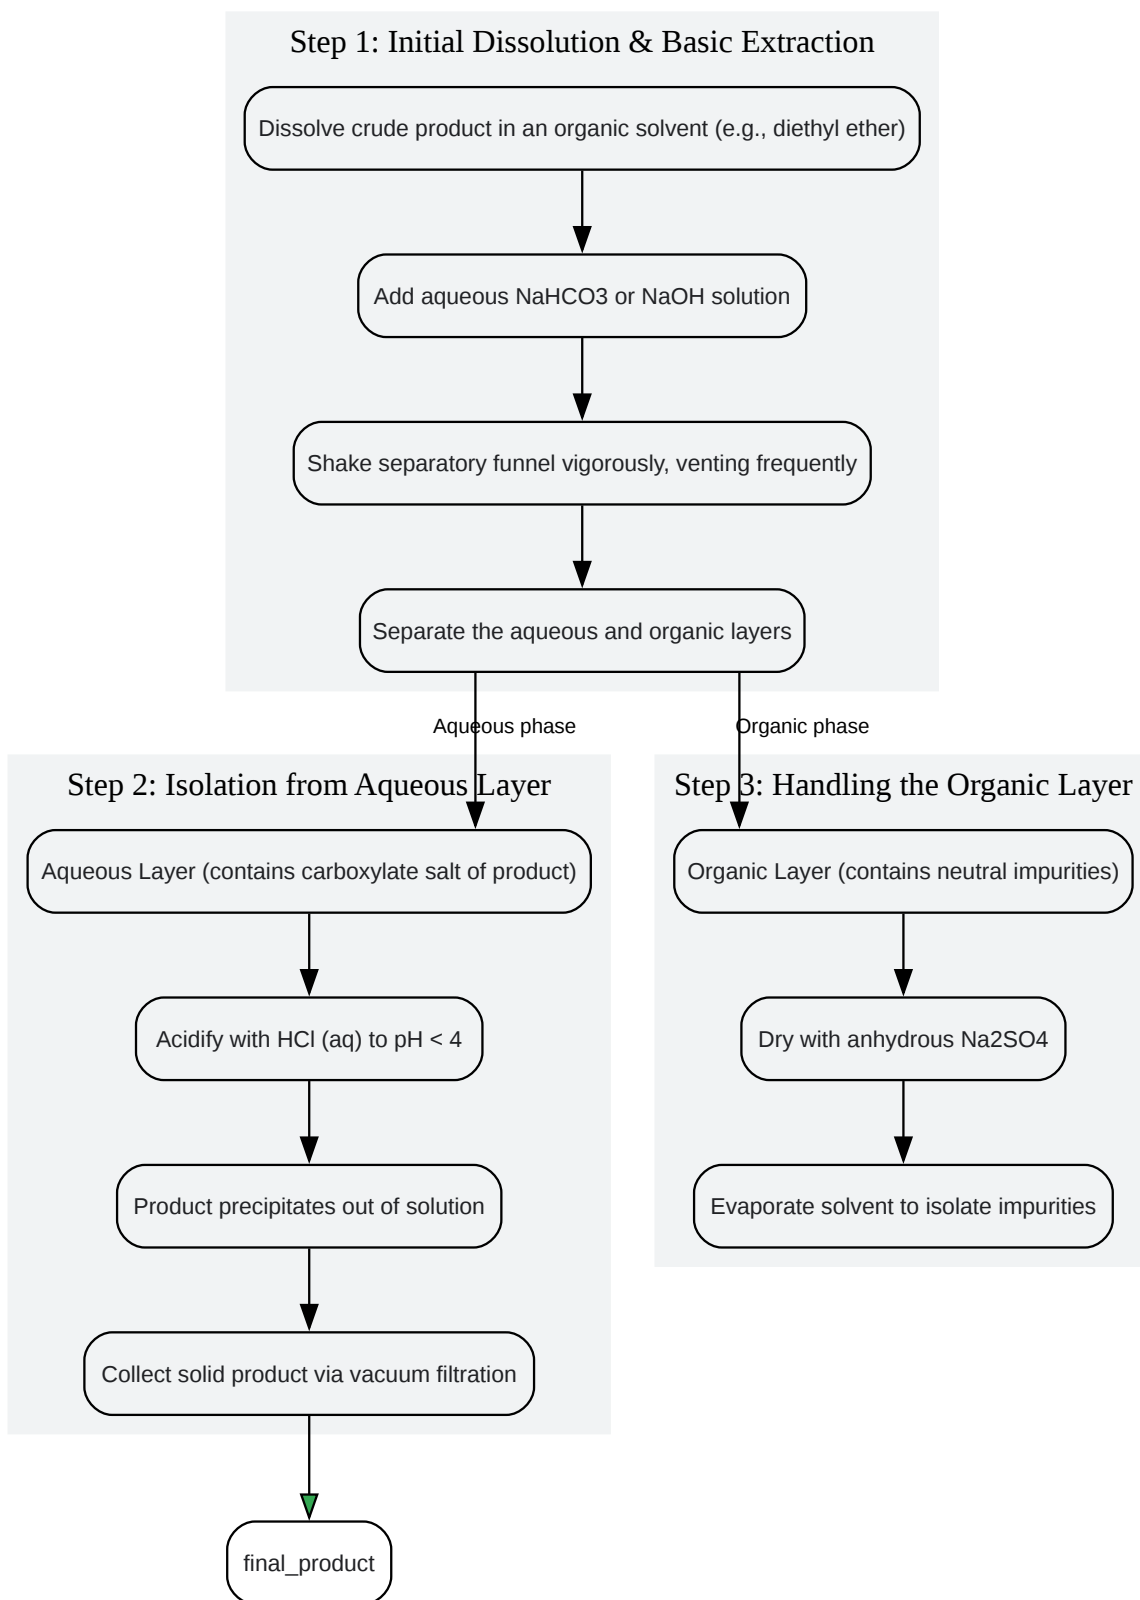 Step 1: Initial Dissolution & Basic Extraction
Dissolve crude product in an organic solvent (e.g., diethyl ether)
Add aqueous NaHCO3 or NaOH solution
Shake separatory funnel vigorously, venting frequently
Separate the aqueous and organic layers
Aqueous phase
Organic phase
Step 2: Isolation from Aqueous Layer
Aqueous Layer (contains carboxylate salt of product)
Acidify with HCl (aq) to pH < 4
Product precipitates out of solution
Collect solid product via vacuum filtration
final_product
Step 3: Handling the Organic Layer
Organic Layer (contains neutral impurities)
Dry with anhydrous Na2SO4
Evaporate solvent to isolate impurities